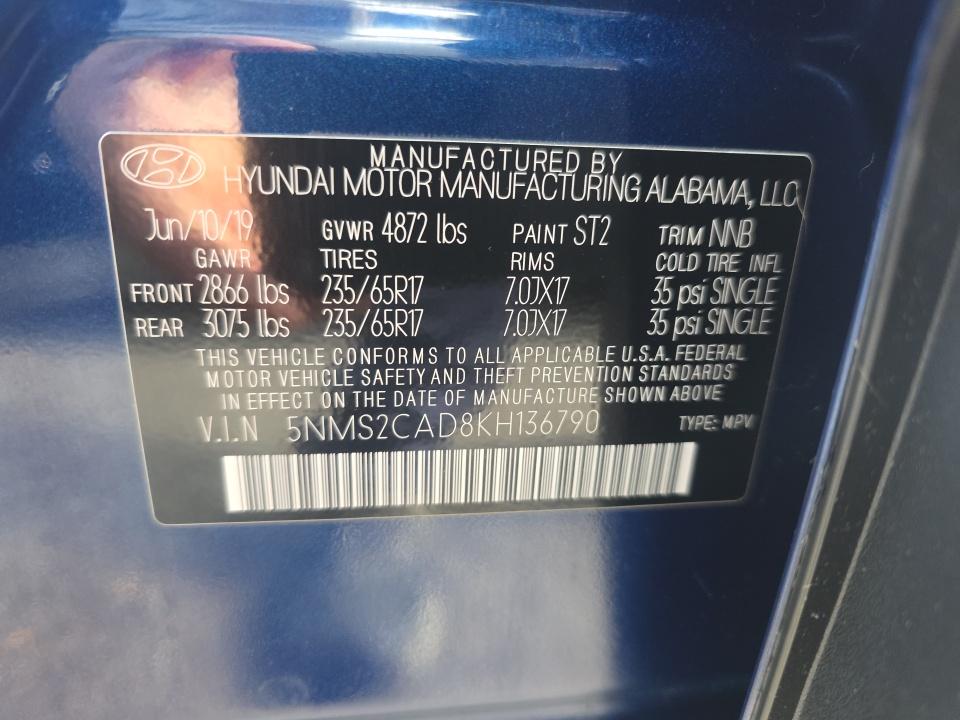 MANUFACTURED BY
HYUNDAI MOTOR MANUFACTURING ALABAMA, LLC
Jun/10/19 GVWR 4872 lbs PAINT ST2 TRIM NNB
GAWR TIRES RIMS COLD TIRE INFL
FRONT 2866 lbs 235/65R17 7.0JX17 35 psi SINGLE
REAR 3075 lbs 235/65R17 7.0JX17 35 psi SINGLE
THIS VEHICLE CONFORMS TO ALL APPLICABLE U.S.A. FEDERAL
MOTOR VEHICLE SAFETY AND THEFT PREVENTION STANDARDS
IN EFFECT ON THE DATE OF MANUFACTURE SHOWN ABOVE
V.I.N 5NMS2CAD8KH136790 TYPE: MPV